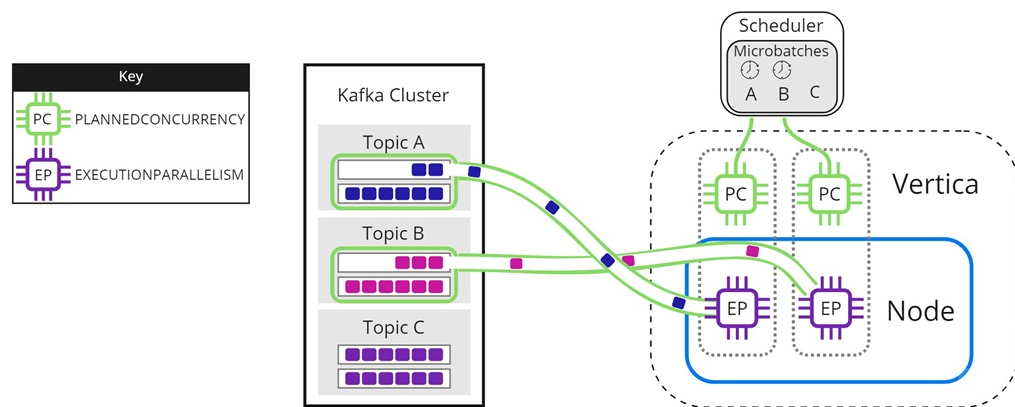 Key
PC PLANNEDCONCURRENCY
EP EXECUTIONPARALLELISM
Kafka Cluster
Topic A
Topic B
Topic C
Scheduler
Microbatches
A B C
PC PC
Vertica
EP EP
Node